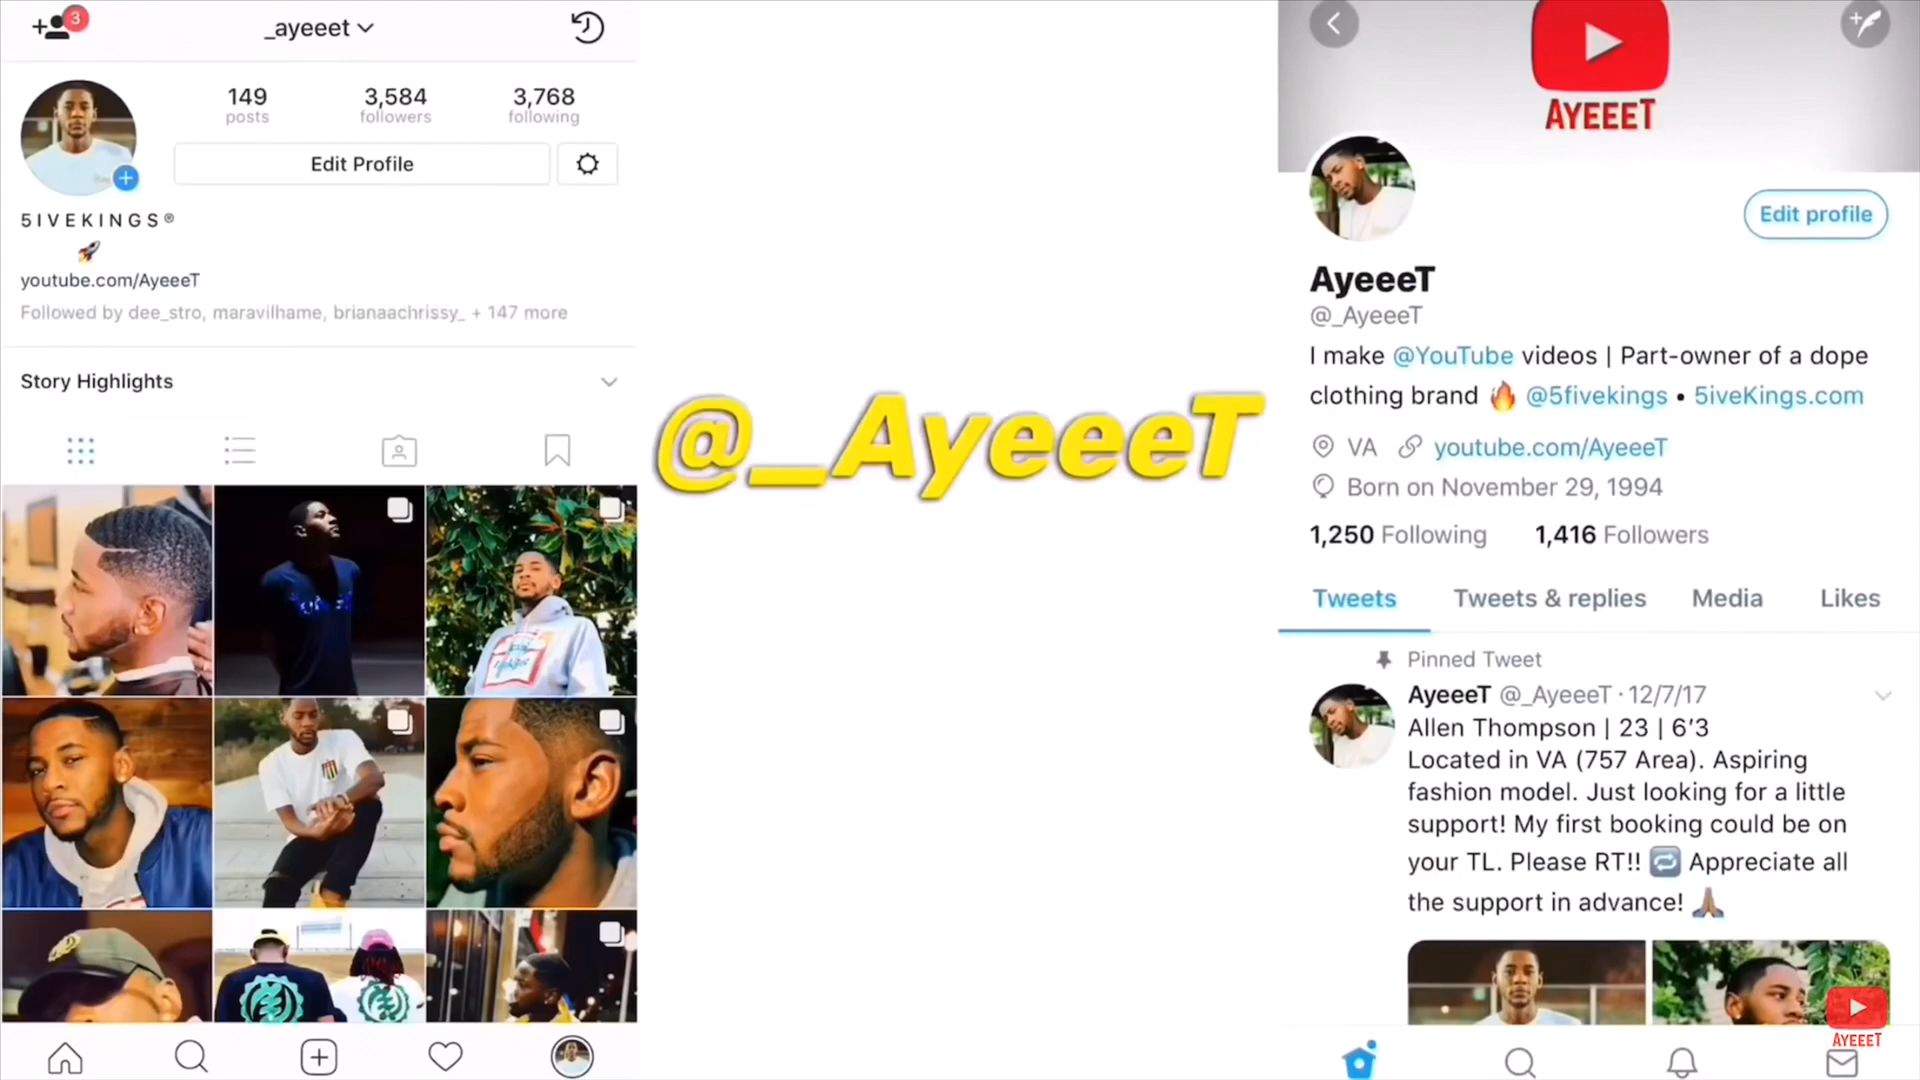 3
_ayeeet
149
posts
3,584
followers
3,768
following
Edit Profile
5IVEKINGS®
youtube.com/AyeeeT
Followed by dee_stro, maravilhame, brianaachrissy_ + 147 more
Story Highlights
@_AyeeeT
AYEEET
Edit profile
AyeeeT
@_AyeeeT
I make @YouTube videos | Part-owner of a dope
clothing brand 🔥 @5fivekings • 5iveKings.com
VA youtube.com/AyeeeT
Born on November 29, 1994
1,250 Following 1,416 Followers
Tweets Tweets & replies Media Likes
Pinned Tweet
AyeeeT @_AyeeeT · 12/7/17
Allen Thompson | 23 | 6'3
Located in VA (757 Area). Aspiring
fashion model. Just looking for a little
support! My first booking could be on
your TL. Please RT!! 🔁 Appreciate all
the support in advance! 🙏🏽
AYEEET